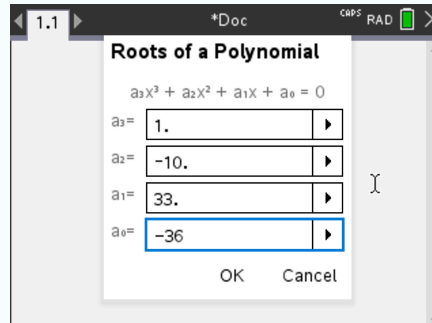 1.1 *Doc CAPS RAD
Roots of a Polynomial
a₃x³ + a₂x² + a₁x + a₀ = 0
a₃= 1.
a₂= -10.
a₁= 33.
a₀= -36
OK Cancel